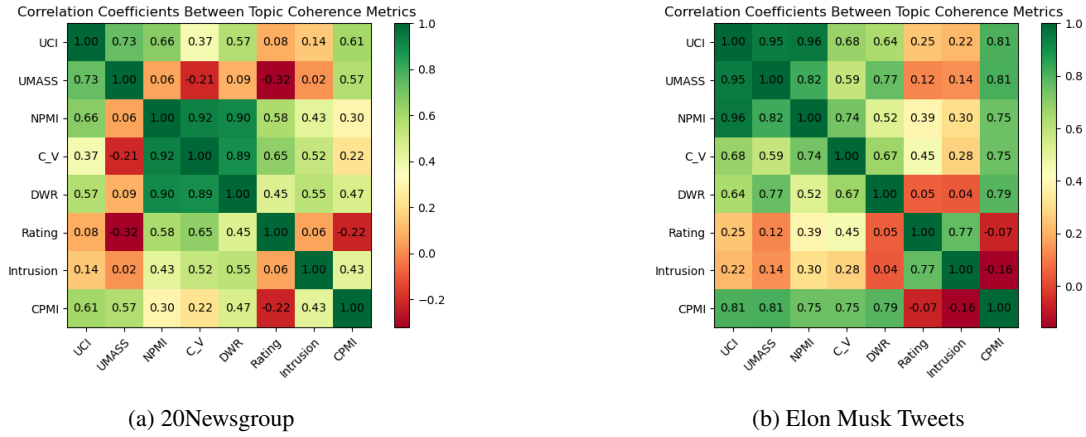 Correlation Coefficients Between Topic Coherence Metrics
UCI 1.00 0.73 0.66 0.37 0.57 0.08 0.14 0.61
UMASS 0.73 1.00 0.06 -0.21 0.09 -0.32 0.02 0.57
NPMI 0.66 0.06 1.00 0.92 0.90 0.58 0.43 0.30
C_V 0.37 -0.21 0.92 1.00 0.89 0.65 0.52 0.22
DWR 0.57 0.09 0.90 0.89 1.00 0.45 0.55 0.47
Rating 0.08 -0.32 0.58 0.65 0.45 1.00 0.06 -0.22
Intrusion 0.14 0.02 0.43 0.52 0.55 0.06 1.00 0.43
CPMI 0.61 0.57 0.30 0.22 0.47 -0.22 0.43 1.00
UCI UMASS NPMI C_V DWR Rating Intrusion CPMI
1.0
0.8
0.6
0.4
0.2
0.0
−0.2
(a) 20Newsgroup
Correlation Coefficients Between Topic Coherence Metrics
UCI 1.00 0.95 0.96 0.68 0.64 0.25 0.22 0.81
UMASS 0.95 1.00 0.82 0.59 0.77 0.12 0.14 0.81
NPMI 0.96 0.82 1.00 0.74 0.52 0.39 0.30 0.75
C_V 0.68 0.59 0.74 1.00 0.67 0.45 0.28 0.75
DWR 0.64 0.77 0.52 0.67 1.00 0.05 0.04 0.79
Rating 0.25 0.12 0.39 0.45 0.05 1.00 0.77 -0.07
Intrusion 0.22 0.14 0.30 0.28 0.04 0.77 1.00 -0.16
CPMI 0.81 0.81 0.75 0.75 0.79 -0.07 -0.16 1.00
UCI UMASS NPMI C_V DWR Rating Intrusion CPMI
1.0
0.8
0.6
0.4
0.2
0.0
(b) Elon Musk Tweets